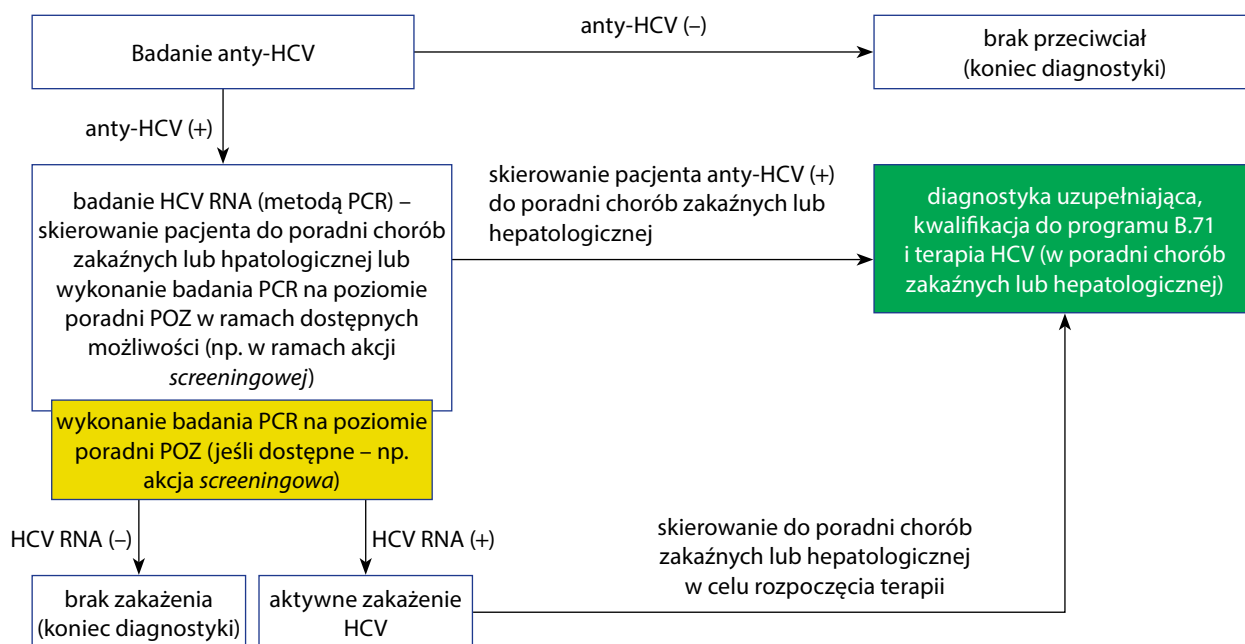 Badanie anty-HCV
anty-HCV (–)
brak przeciwciał
(koniec diagnostyki)
anty-HCV (+)
badanie HCV RNA (metodą PCR) –
skierowanie pacjenta do poradni chorób
zakaźnych lub hpatologicznej lub
wykonanie badania PCR na poziomie
poradni POZ w ramach dostępnych
możliwości (np. w ramach akcji
screeningowej)
skierowanie pacjenta anty-HCV (+)
do poradni chorób zakaźnych lub
hepatologicznej
diagnostyka uzupełniająca,
kwalifikacja do programu B.71
i terapia HCV (w poradni chorób
zakaźnych lub hepatologicznej)
wykonanie badania PCR na poziomie
poradni POZ (jeśli dostępne – np.
akcja screeningowa)
HCV RNA (–)
HCV RNA (+)
brak zakażenia
(koniec diagnostyki)
aktywne zakażenie
HCV
skierowanie do poradni chorób
zakaźnych lub hepatologicznej
w celu rozpoczęcia terapii